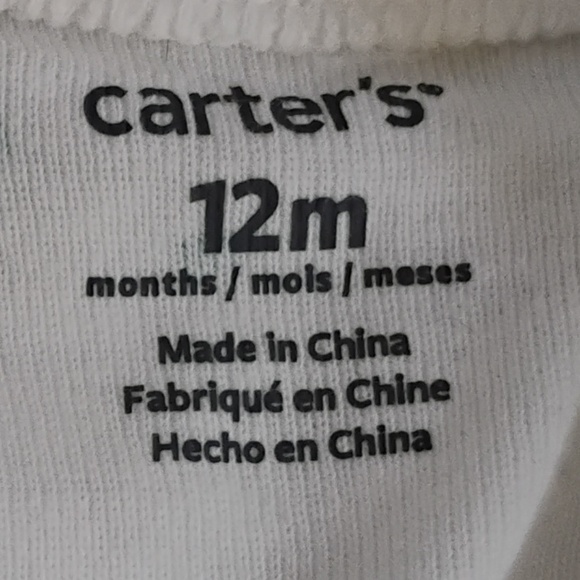 carter's
12m
months / mois / meses
Made in China
Fabriqué en Chine
Hecho en China